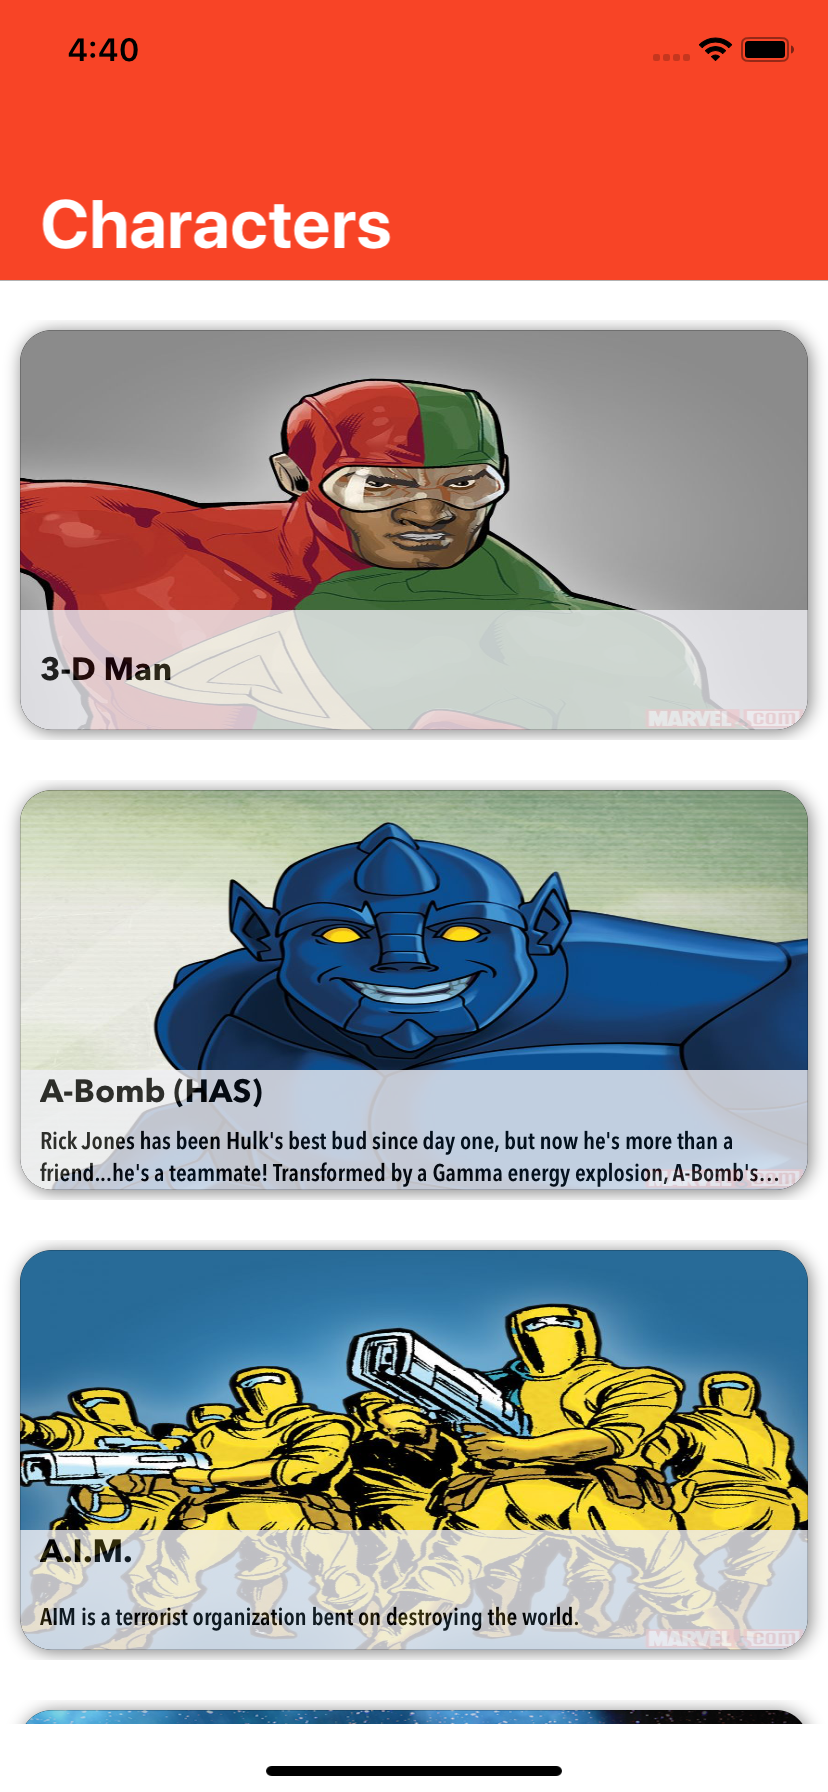 4:40
Characters
3-D Man
MARVEL.com
A-Bomb (HAS)
Rick Jones has been Hulk's best bud since day one, but now he's more than a
friend...he's a teammate! Transformed by a Gamma energy explosion, A-Bomb's...
A.I.M.
AIM is a terrorist organization bent on destroying the world.
MARVEL.com